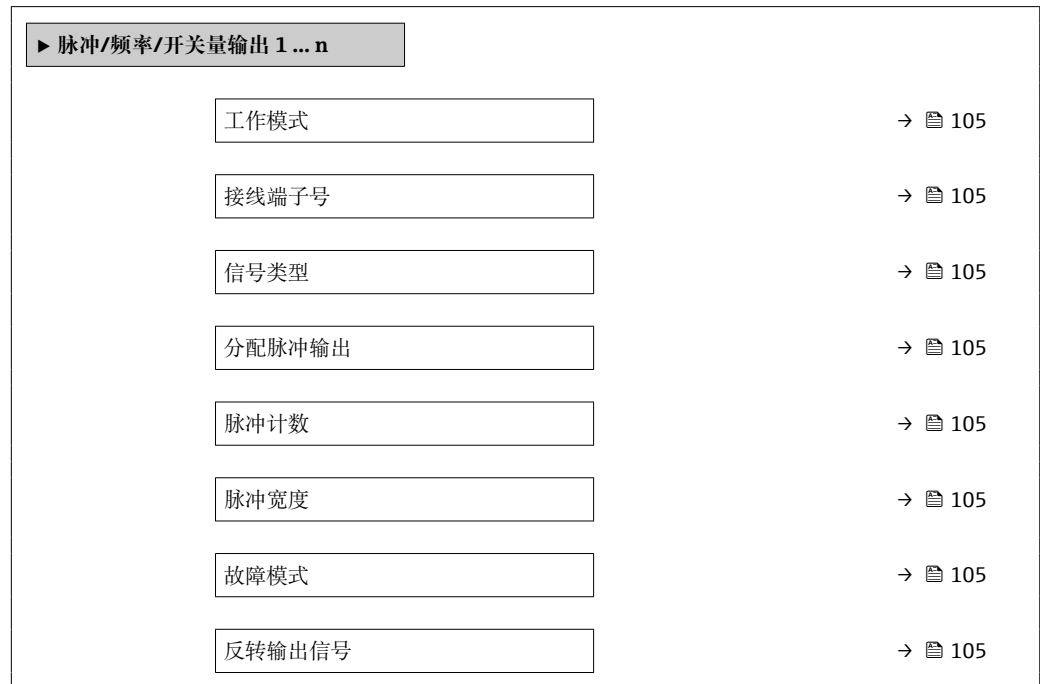 ▶ 脉冲/频率/开关量输出 1 ... n
工作模式 → 105
接线端子号 → 105
信号类型 → 105
分配脉冲输出 → 105
脉冲计数 → 105
脉冲宽度 → 105
故障模式 → 105
反转输出信号 → 105